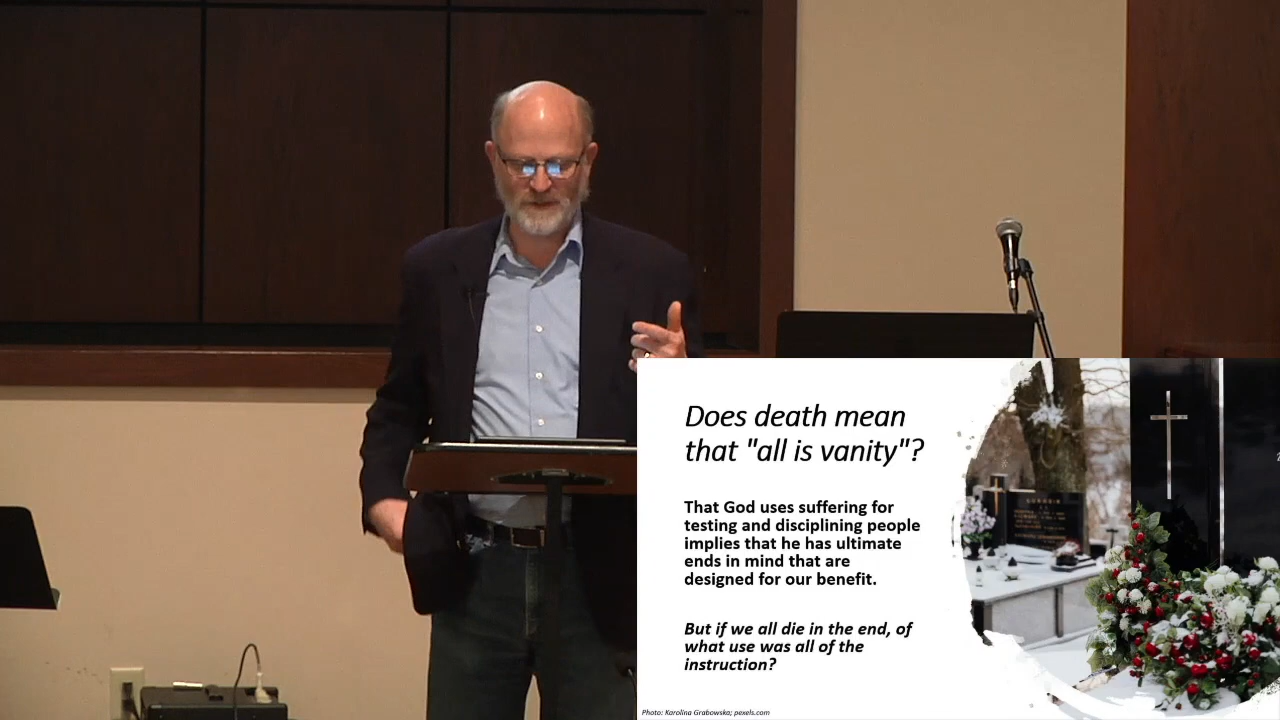 Does death mean
that "all is vanity"?
That God uses suffering for
testing and disciplining people
implies that he has ultimate
ends in mind that are
designed for our benefit.
But if we all die in the end, of
what use was all of the
instruction?
Photo: Karolina Grabowska; pexels.com